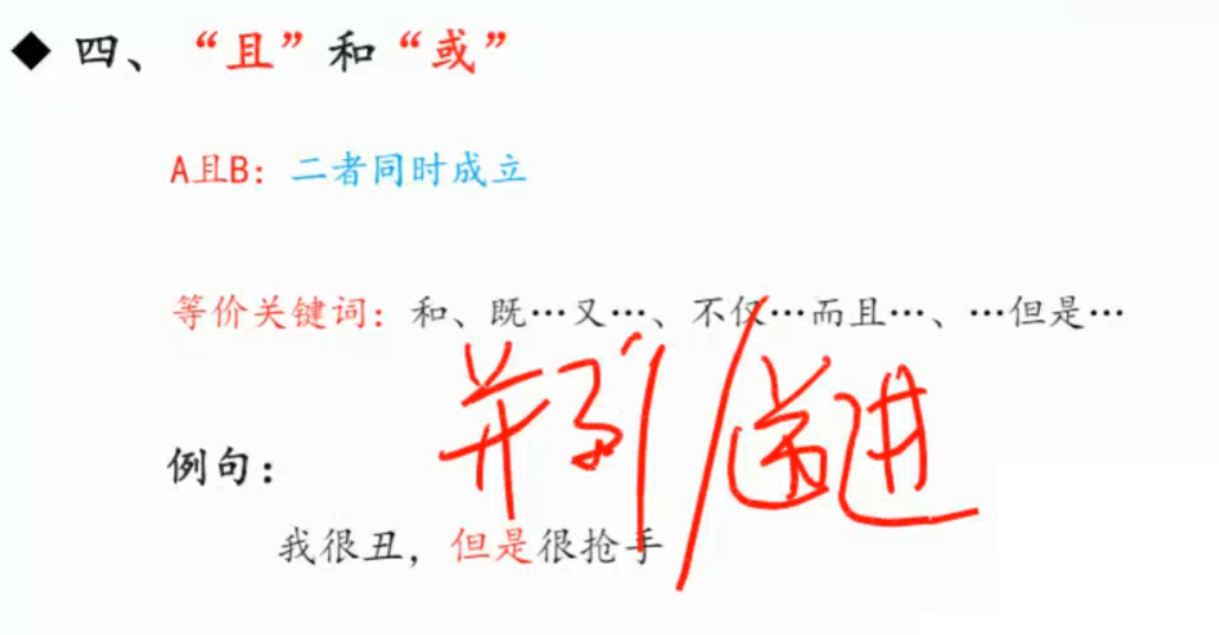 ◆ 四、“且”和“或”
A且B：二者同时成立
等价关键词：和、既…又…、不仅…而且…、…但是…
并列/递进
例句：
我很丑，但是很抢手